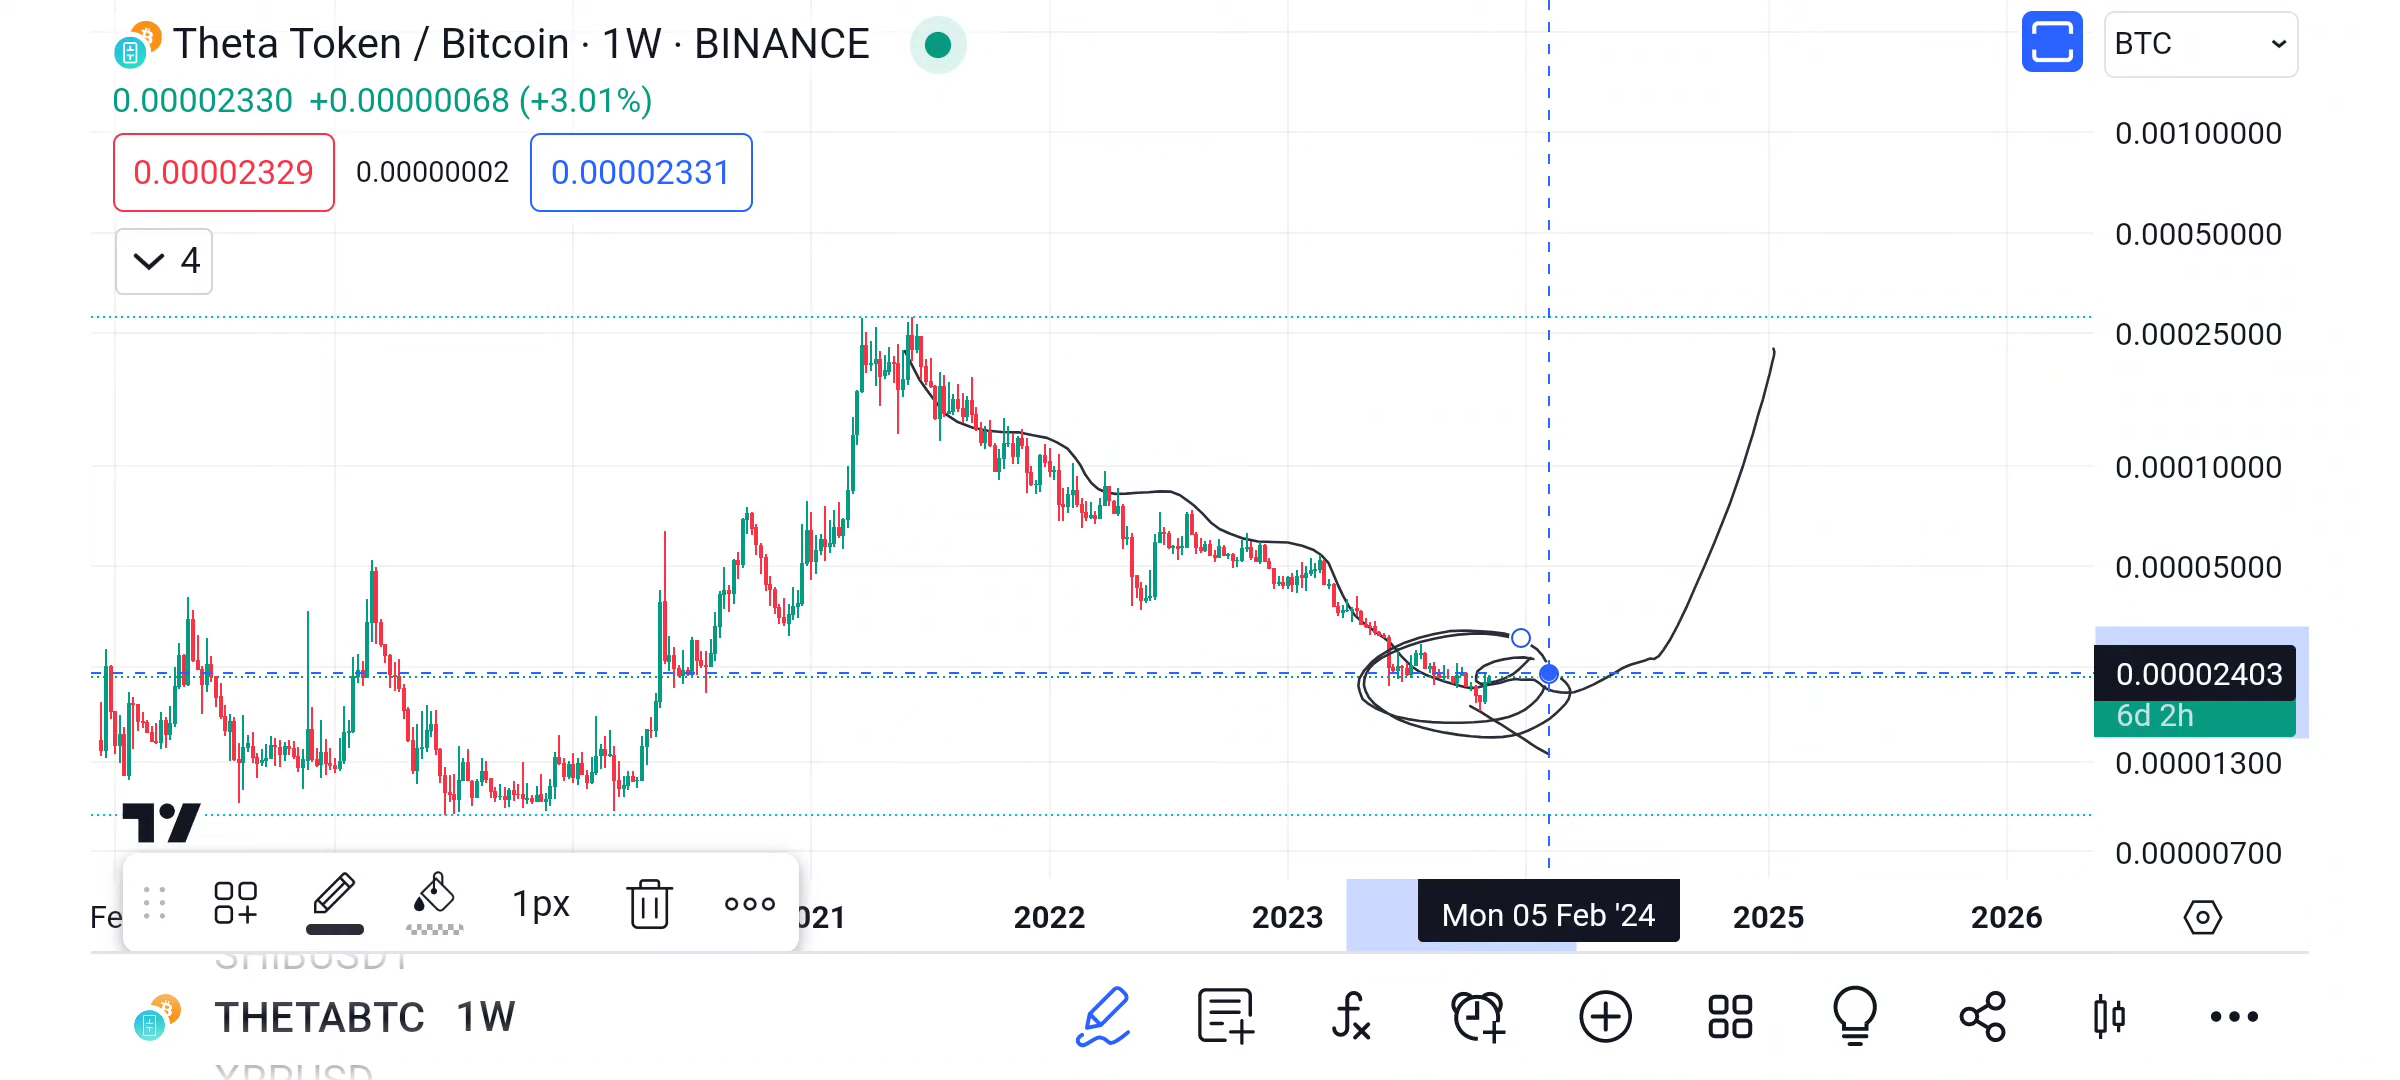 Theta Token / Bitcoin · 1W · BINANCE
BTC
0.00002330 +0.00000068 (+3.01%)
0.00002329 0.00000002 0.00002331
4
0.00100000
0.00050000
0.00025000
0.00010000
0.00005000
0.00002403
6d 2h
0.00001300
0.00000700
Fe 021 2022 2023 Mon 05 Feb '24 2025 2026
1px
SHIBUSDT
THETABTC 1W
XRPUSD